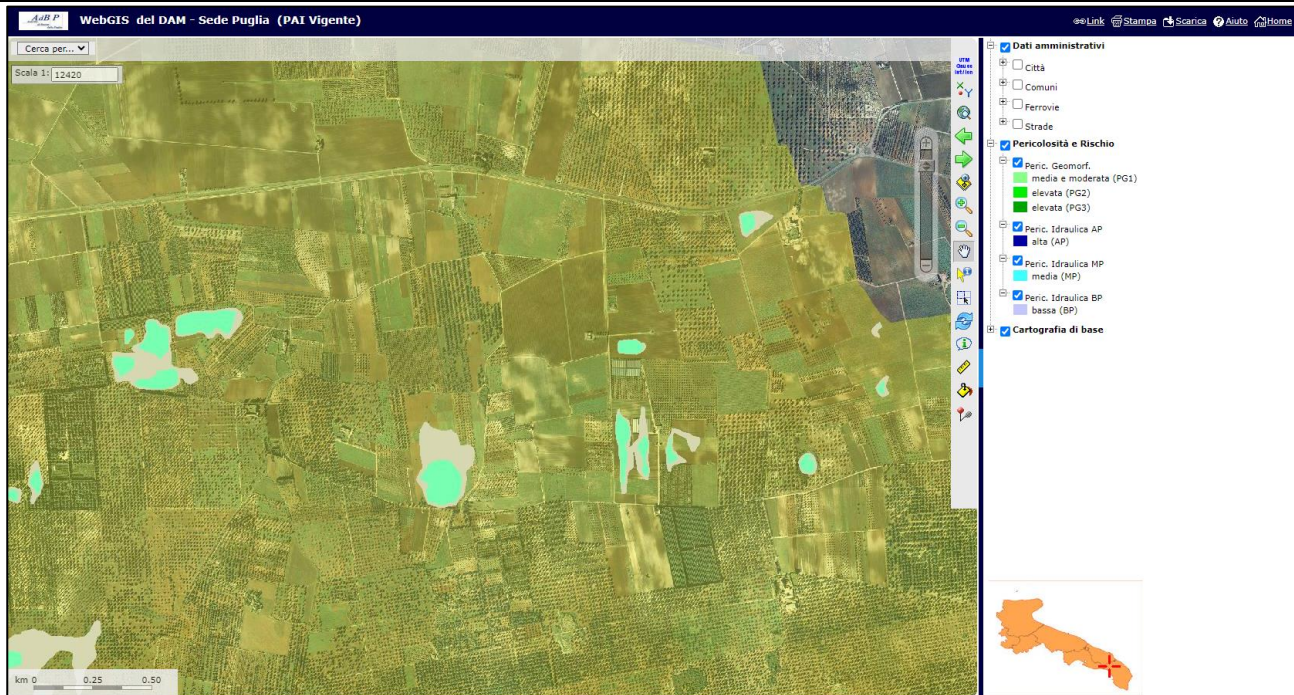 AdB P WebGIS del DAM - Sede Puglia (PAI Vigente) Link Stampa Scarica Aiuto Home
Cerca per...
Scala 1: 12420
UTM
X Y
Dati amministrativi
Città
Comuni
Ferrovie
Strade
Pericolosità e Rischio
Peric. Geomorf.
media e moderata (PG1)
elevata (PG2)
elevata (PG3)
Peric. Idraulica AP
alta (AP)
Peric. Idraulica MP
media (MP)
Peric. Idraulica BP
bassa (BP)
Cartografia di base
km 0 0.25 0.50